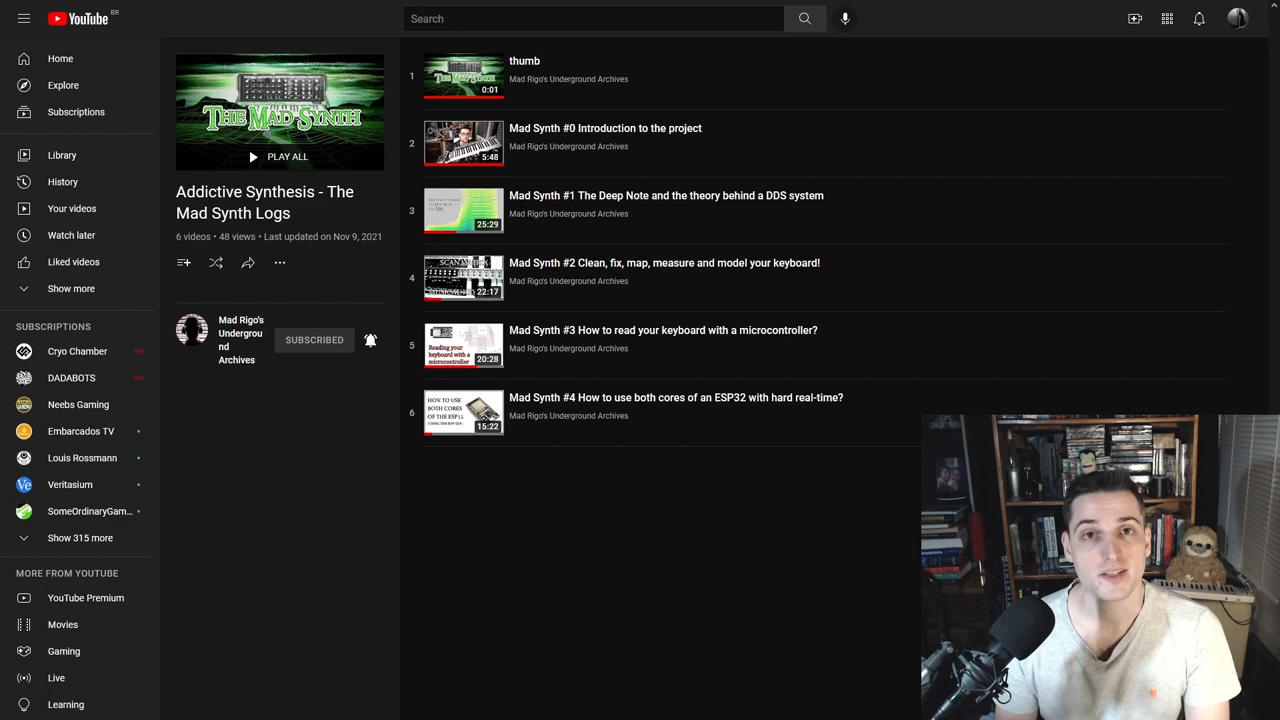 YouTube BR
Search
Home
Explore
Subscriptions
Library
History
Your videos
Watch later
Liked videos
Show more
SUBSCRIPTIONS
Cryo Chamber
DADABOTS
Neebs Gaming
Embarcados TV
Louis Rossmann
Veritasium
SomeOrdinaryGam...
Show 315 more
MORE FROM YOUTUBE
YouTube Premium
Movies
Gaming
Live
Learning
THE MAD SYNTH
PLAY ALL
Addictive Synthesis - The
Mad Synth Logs
6 videos • 48 views • Last updated on Nov 9, 2021
Mad Rigo's
Undergrou
nd
Archives
SUBSCRIBED
1
THE MAD SYNTH
0:01
thumb
Mad Rigo's Underground Archives
2
5:48
Mad Synth #0 Introduction to the project
Mad Rigo's Underground Archives
3
25:29
Mad Synth #1 The Deep Note and the theory behind a DDS system
Mad Rigo's Underground Archives
4
SCAN MATRIX
22:17
Mad Synth #2 Clean, fix, map, measure and model your keyboard!
Mad Rigo's Underground Archives
5
Reading your
keyboard with a
microcontroller
20:28
Mad Synth #3 How to read your keyboard with a microcontroller?
Mad Rigo's Underground Archives
6
HOW TO USE
BOTH CORES
OF THE ESP32
15:22
Mad Synth #4 How to use both cores of an ESP32 with hard real-time?
Mad Rigo's Underground Archives